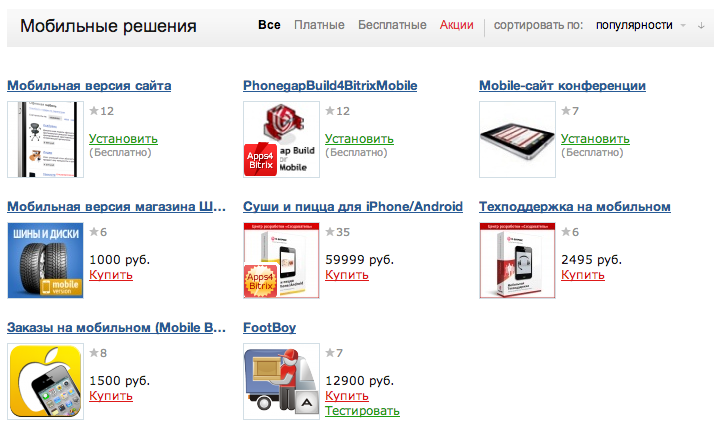 Мобильные решения
Все Платные Бесплатные Акции сортировать по: популярности ↓
Мобильная версия сайта
★12
Установить
(Бесплатно)
PhonegapBuild4BitrixMobile
★12
Apps4
Bitrix
Установить
(Бесплатно)
Mobile-сайт конференции
★7
Установить
(Бесплатно)
Мобильная версия магазина Ш...
ШИНЫ И ДИСКИ
mobile
version
★6
1000 руб.
Купить
Суши и пицца для iPhone/Android
Apps4
Bitrix
★35
59999 руб.
Купить
Техподдержка на мобильном
★6
2495 руб.
Купить
Заказы на мобильном (Mobile B...
★8
1500 руб.
Купить
FootBoy
A
★7
12900 руб.
Купить
Тестировать